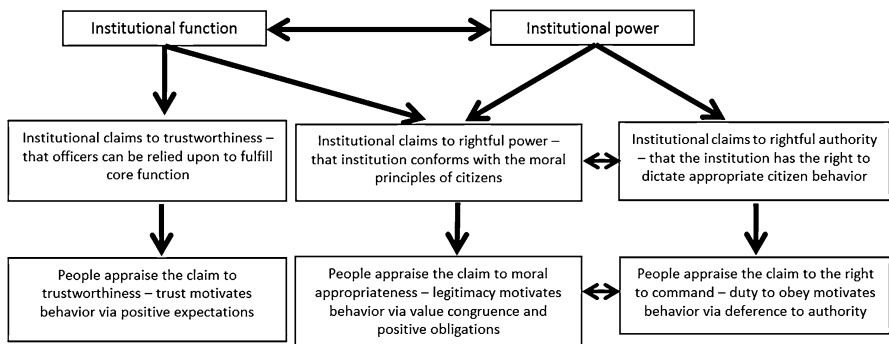 Institutional function
Institutional power
Institutional claims to trustworthiness –
that officers can be relied upon to fulfill
core function
Institutional claims to rightful power –
that institution conforms with the moral
principles of citizens
Institutional claims to rightful authority
– that the institution has the right to
dictate appropriate citizen behavior
People appraise the claim to
trustworthiness – trust motivates
behavior via positive expectations
People appraise the claim to moral
appropriateness – legitimacy motivates
behavior via value congruence and
positive obligations
People appraise the claim to the right
to command – duty to obey motivates
behavior via deference to authority